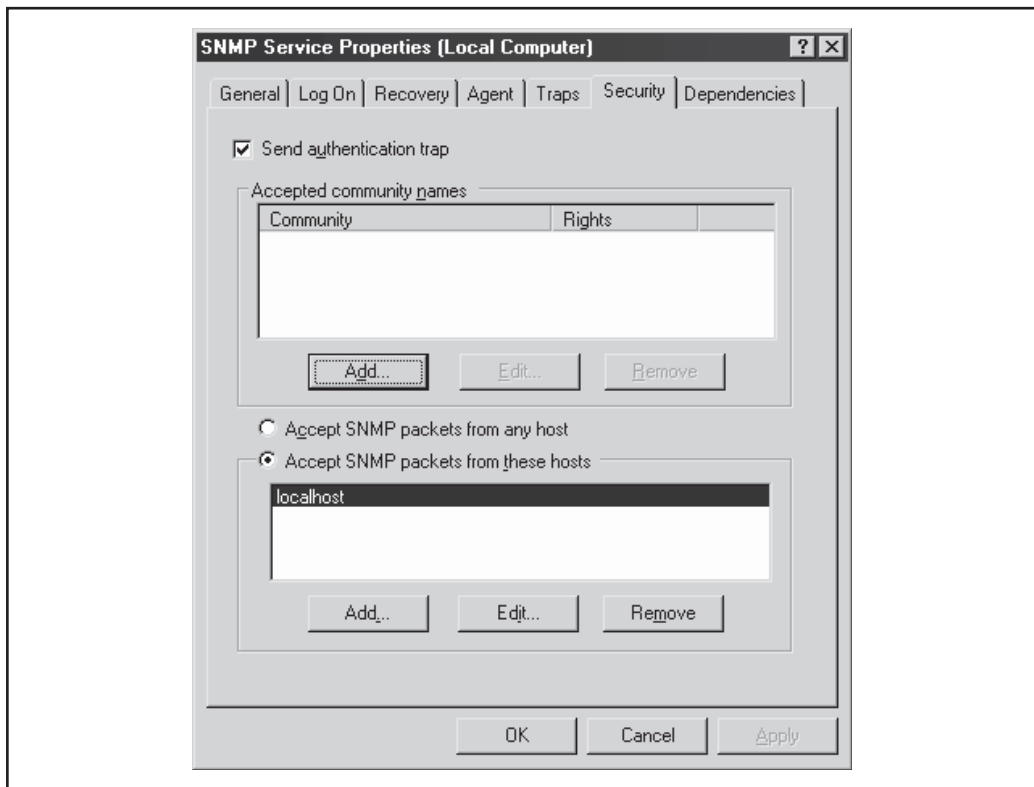 SNMP Service Properties (Local Computer)
General Log On Recovery Agent Traps Security Dependencies
Send authentication trap
Accepted community names
Community Rights
Add... Edit... Remove
Accept SNMP packets from any host
Accept SNMP packets from these hosts
localhost
Add... Edit... Remove
OK Cancel Apply